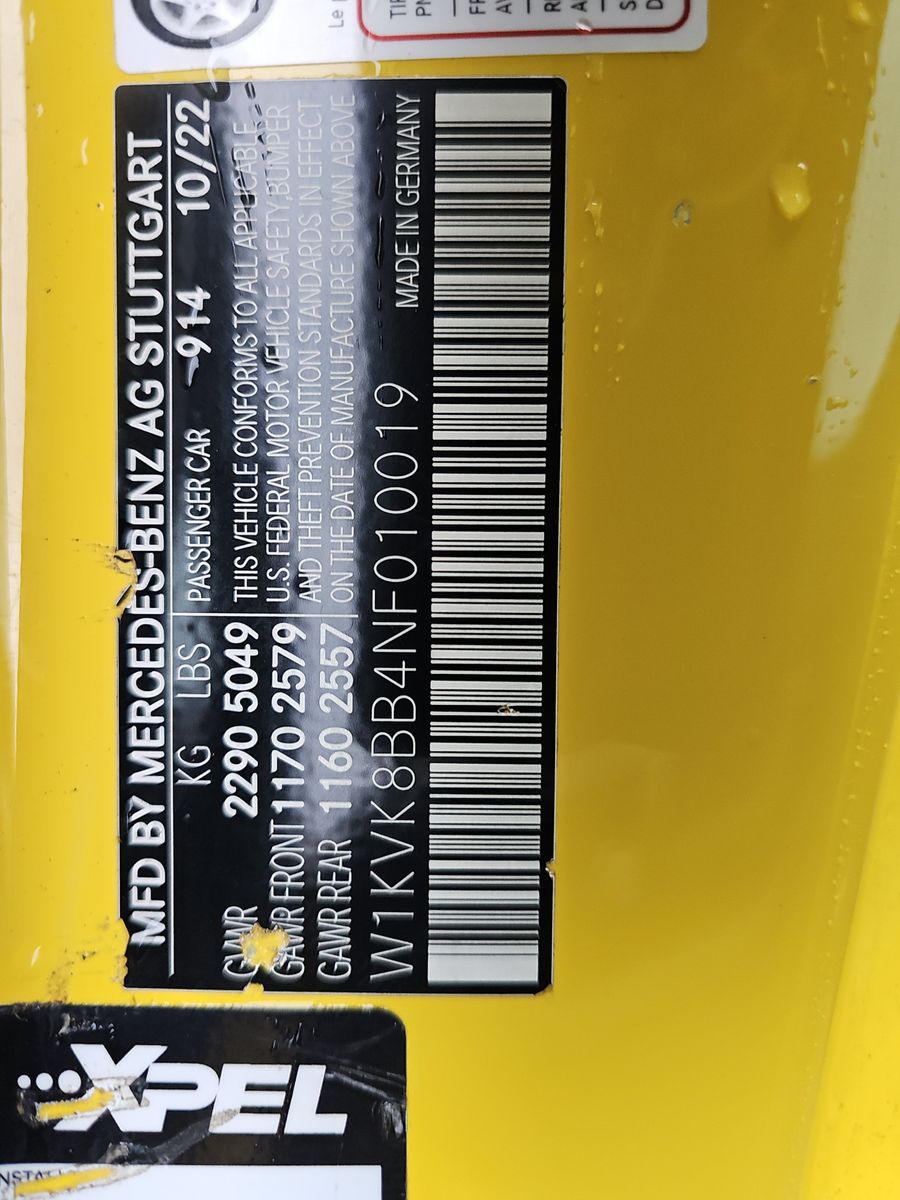 MFD BY MERCEDES-BENZ AG STUTTGART
KG LBS PASSENGER CAR 914 10/22
GVWR 2290 5049 THIS VEHICLE CONFORMS TO ALL APPLICABLE
GAWR FRONT 1170 2579 U.S. FEDERAL MOTOR VEHICLE SAFETY,BUMPER
GAWR REAR 1160 2557 AND THEFT PREVENTION STANDARDS IN EFFECT
ON THE DATE OF MANUFACTURE SHOWN ABOVE
W1KVK8BB4NF010019 MADE IN GERMANY
XPEL
Le